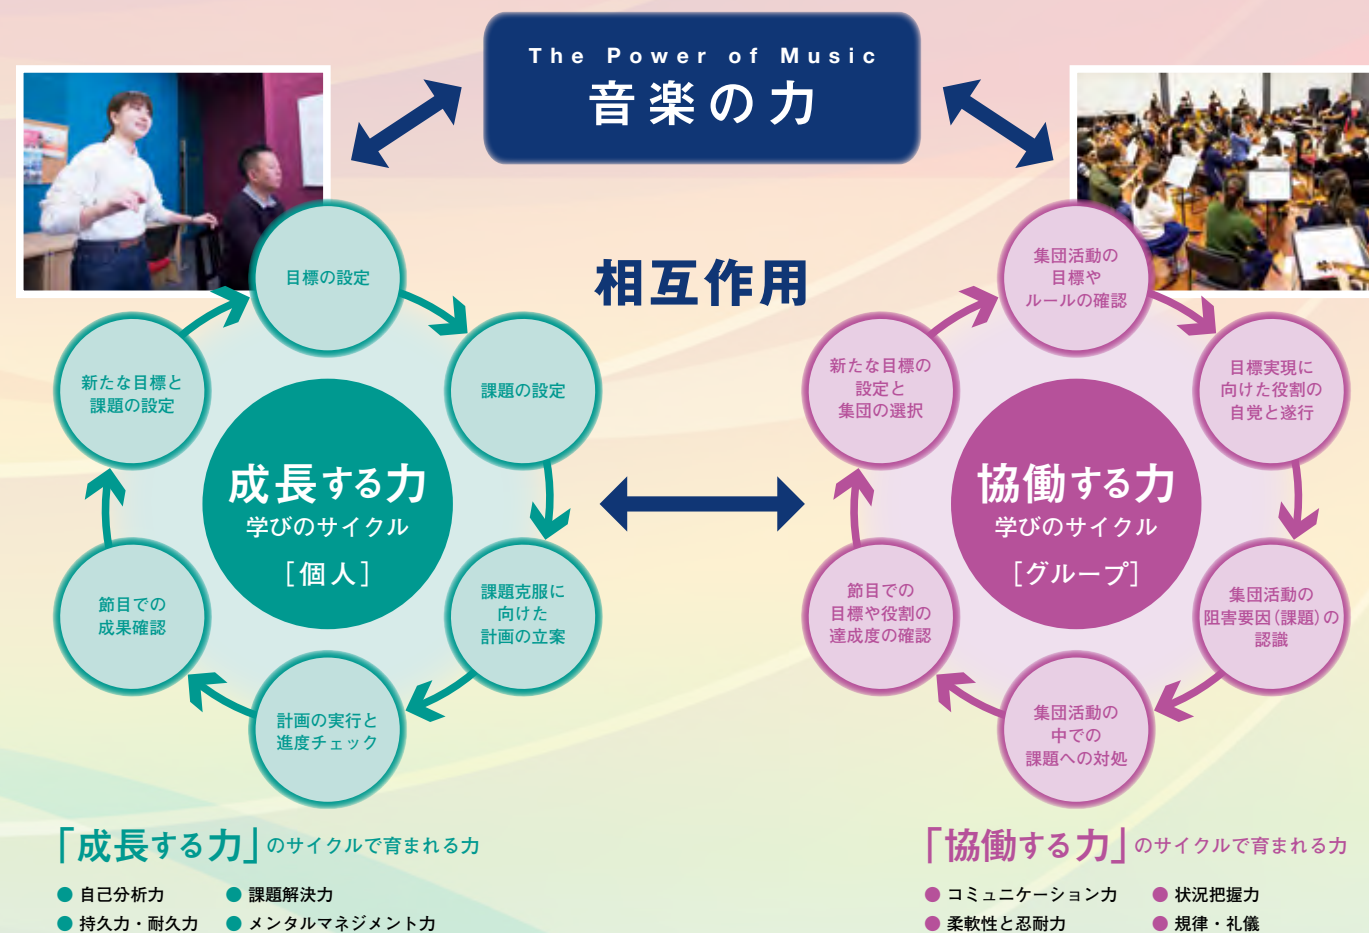 The Power of Music
音楽の力
相互作用
目標の設定
課題の設定
課題克服に
向けた
計画の立案
計画の実行と
進度チェック
節目での
成果確認
新たな目標と
課題の設定
成長する力
学びのサイクル
［個人］
集団活動の
目標や
ルールの確認
目標実現に
向けた役割の
自覚と遂行
集団活動の
阻害要因（課題）の
認識
集団活動の
中での
課題への対処
節目での
目標や役割の
達成度の確認
新たな目標の
設定と
集団の選択
協働する力
学びのサイクル
［グループ］
「成長する力」のサイクルで育まれる力
● 自己分析力
● 課題解決力
● 持久力・耐久力
● メンタルマネジメント力
「協働する力」のサイクルで育まれる力
● コミュニケーション力
● 状況把握力
● 柔軟性と忍耐力
● 規律・礼儀